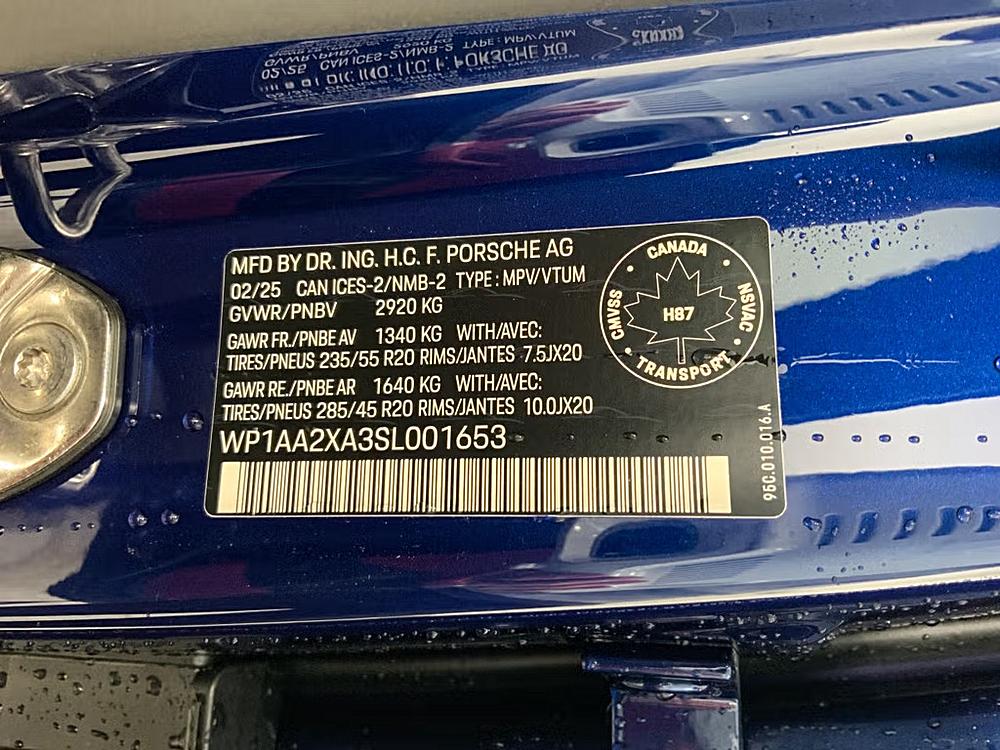 MFD BY DR. ING. H.C. F. PORSCHE AG
02/25 CAN ICES-2/NMB-2 TYPE : MPV/VTUM
GVWR/PNBV 2920 KG
GAWR FR./PNBE AV 1340 KG WITH/AVEC:
TIRES/PNEUS 235/55 R20 RIMS/JANTES 7.5JX20
GAWR RE./PNBE AR 1640 KG WITH/AVEC:
TIRES/PNEUS 285/45 R20 RIMS/JANTES 10.0JX20
WP1AA2XA3SL001653
CANADA
CMVSS
H87
NSVAC
• TRANSPORT •
95C.010.016.A